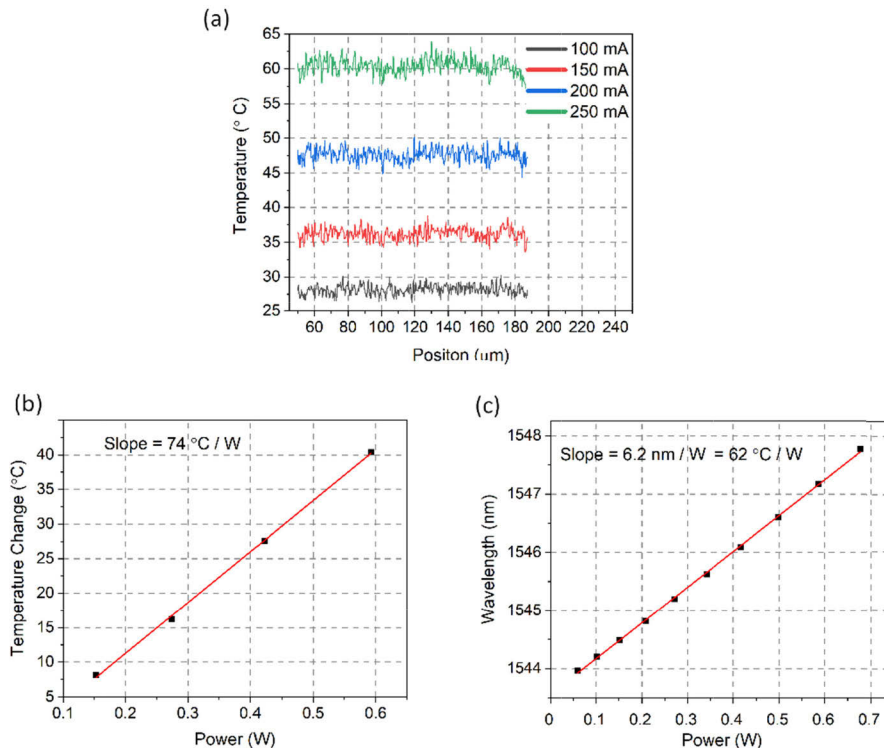 (a)
65
60
55
50
45
40
35
30
25
Temperature (° C)
100 mA
150 mA
200 mA
250 mA
60 80 100 120 140 160 180 200 220 240
Positon (um)
(b)
Slope = 74 °C / W
40
35
30
25
20
15
10
5
Temperature Change (°C)
0.1 0.2 0.3 0.4 0.5 0.6
Power (W)
(c)
Slope = 6.2 nm / W = 62 °C / W
1548
1547
1546
1545
1544
Wavelength (nm)
0 0.1 0.2 0.3 0.4 0.5 0.6 0.7
Power (W)